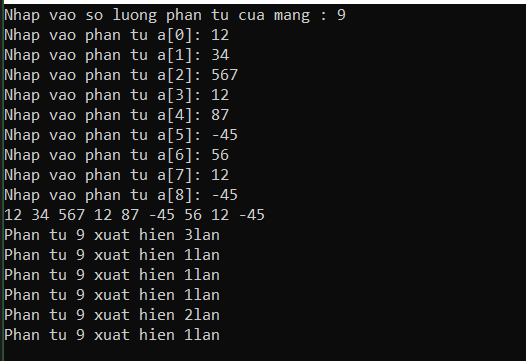 Nhap vao so luong phan tu cua mang : 9
Nhap vao phan tu a[0]: 12
Nhap vao phan tu a[1]: 34
Nhap vao phan tu a[2]: 567
Nhap vao phan tu a[3]: 12
Nhap vao phan tu a[4]: 87
Nhap vao phan tu a[5]: -45
Nhap vao phan tu a[6]: 56
Nhap vao phan tu a[7]: 12
Nhap vao phan tu a[8]: -45
12 34 567 12 87 -45 56 12 -45
Phan tu 9 xuat hien 3lan
Phan tu 9 xuat hien 1lan
Phan tu 9 xuat hien 1lan
Phan tu 9 xuat hien 1lan
Phan tu 9 xuat hien 2lan
Phan tu 9 xuat hien 1lan